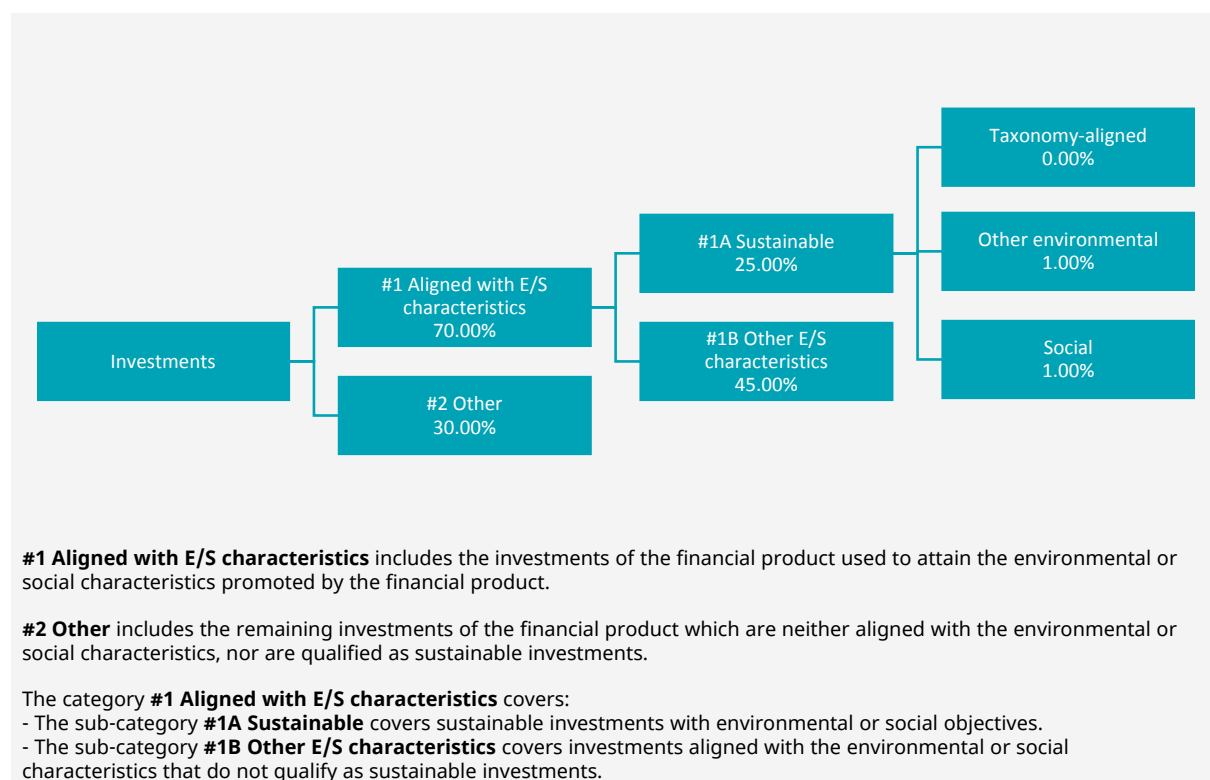 Investments
#1 Aligned with E/S
characteristics
70.00%
#2 Other
30.00%
#1A Sustainable
25.00%
#1B Other E/S
characteristics
45.00%
Taxonomy-aligned
0.00%
Other environmental
1.00%
Social
1.00%
#1 Aligned with E/S characteristics includes the investments of the financial product used to attain the environmental or
social characteristics promoted by the financial product.
#2 Other includes the remaining investments of the financial product which are neither aligned with the environmental or
social characteristics, nor are qualified as sustainable investments.
The category #1 Aligned with E/S characteristics covers:
- The sub-category #1A Sustainable covers sustainable investments with environmental or social objectives.
- The sub-category #1B Other E/S characteristics covers investments aligned with the environmental or social
characteristics that do not qualify as sustainable investments.